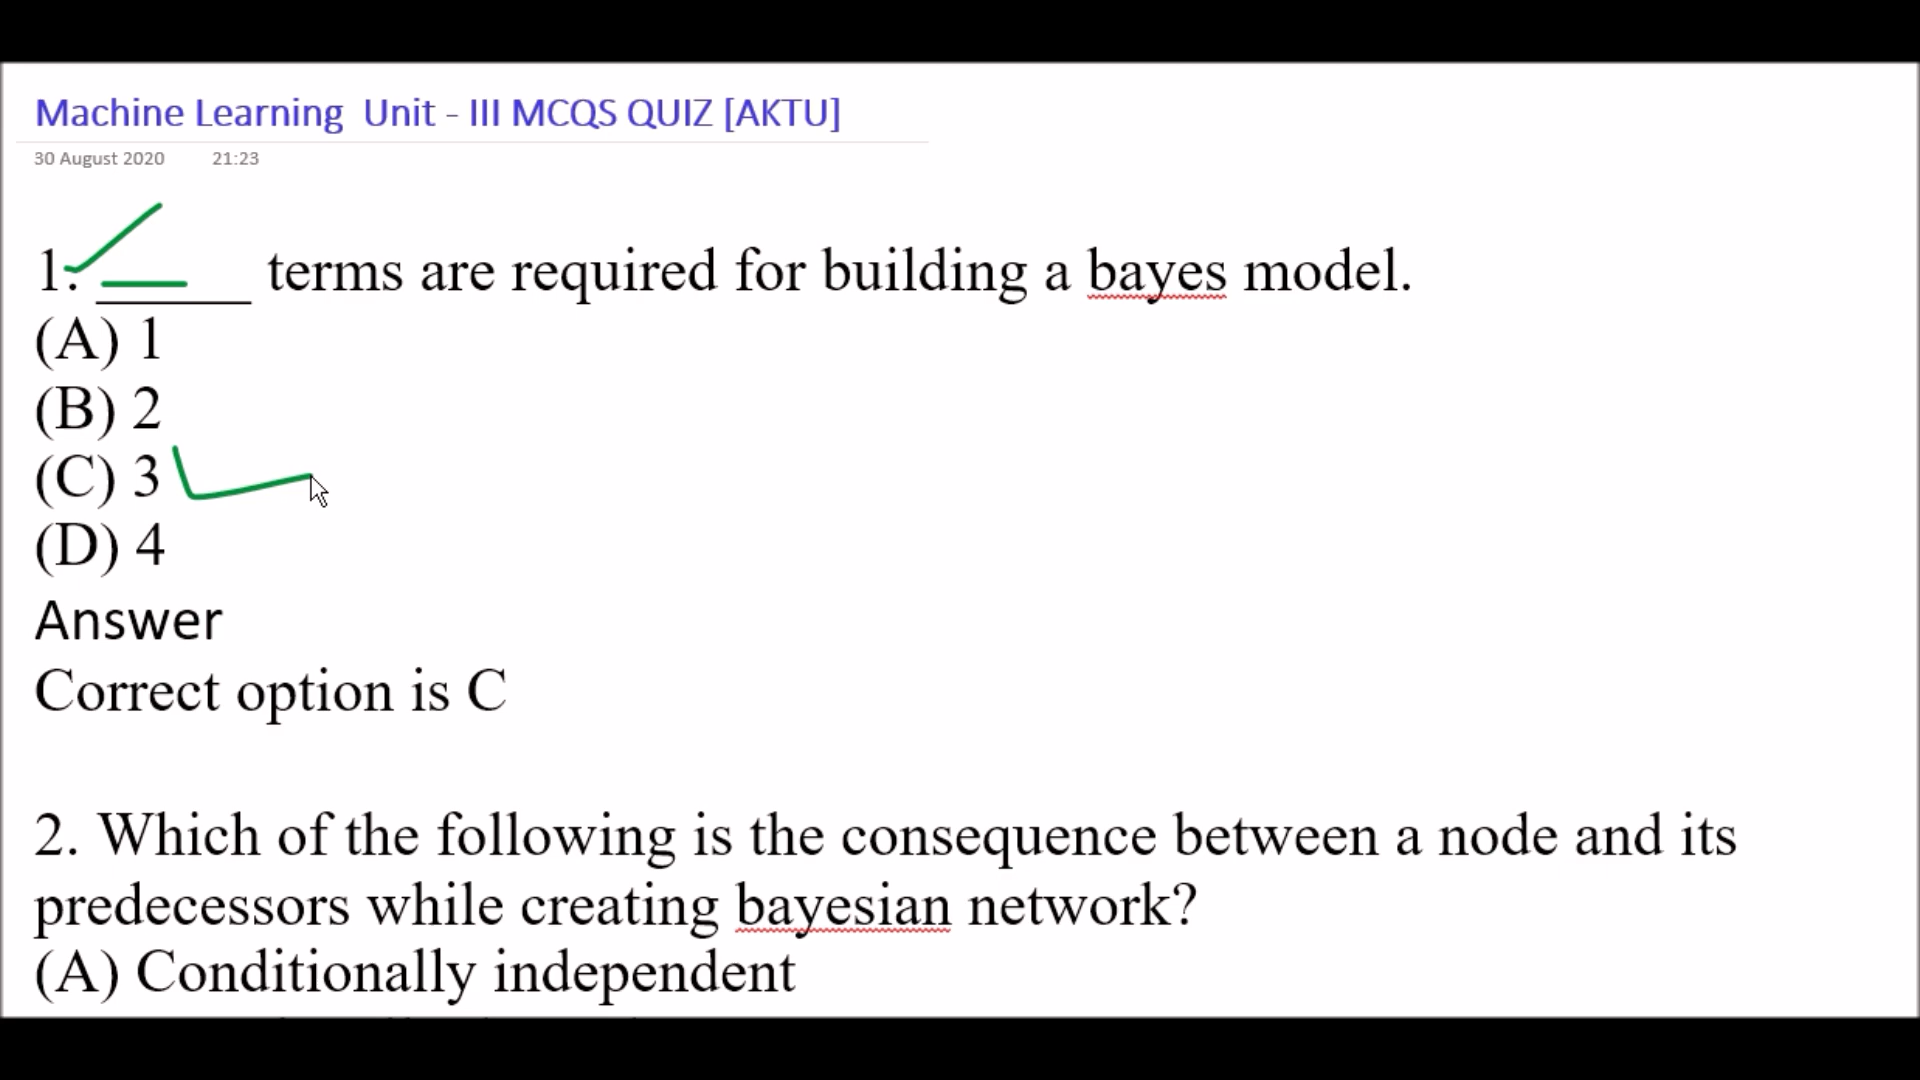 Machine Learning Unit - III MCQS QUIZ [AKTU]
30 August 2020 21:23
1. ______ terms are required for building a bayes model.
(A) 1
(B) 2
(C) 3
(D) 4
Answer
Correct option is C
2. Which of the following is the consequence between a node and its
predecessors while creating bayesian network?
(A) Conditionally independent